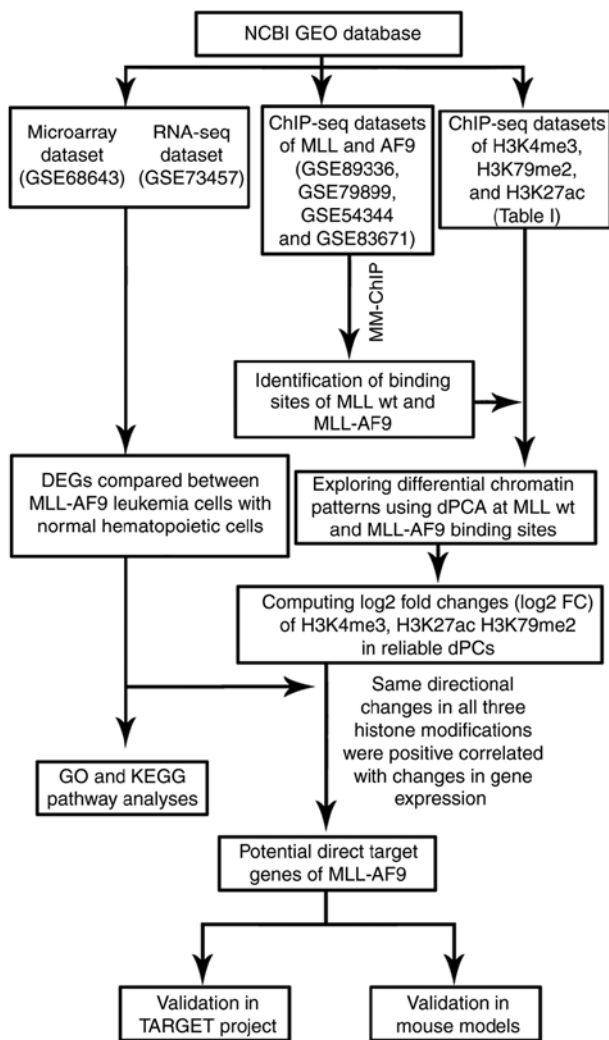 NCBI GEO database
Microarray
dataset
(GSE68643)
RNA-seq
dataset
(GSE73457)
ChIP-seq datasets
of MLL and AF9
(GSE89336,
GSE79899,
GSE54344
and GSE83671)
ChIP-seq datasets
of H3K4me3,
H3K79me2,
and H3K27ac
(Table I)
MM-ChIP
Identification of binding
sites of MLL wt and
MLL-AF9
DEGs compared between
MLL-AF9 leukemia cells with
normal hematopoietic cells
Exploring differential chromatin
patterns using dPCA at MLL wt
and MLL-AF9 binding sites
Computing log2 fold changes (log2 FC)
of H3K4me3, H3K27ac H3K79me2
in reliable dPCs
Same directional
changes in all three
histone modifications
were positive correlated
with changes in gene
expression
GO and KEGG
pathway analyses
Potential direct target
genes of MLL-AF9
Validation in
TARGET project
Validation in
mouse models